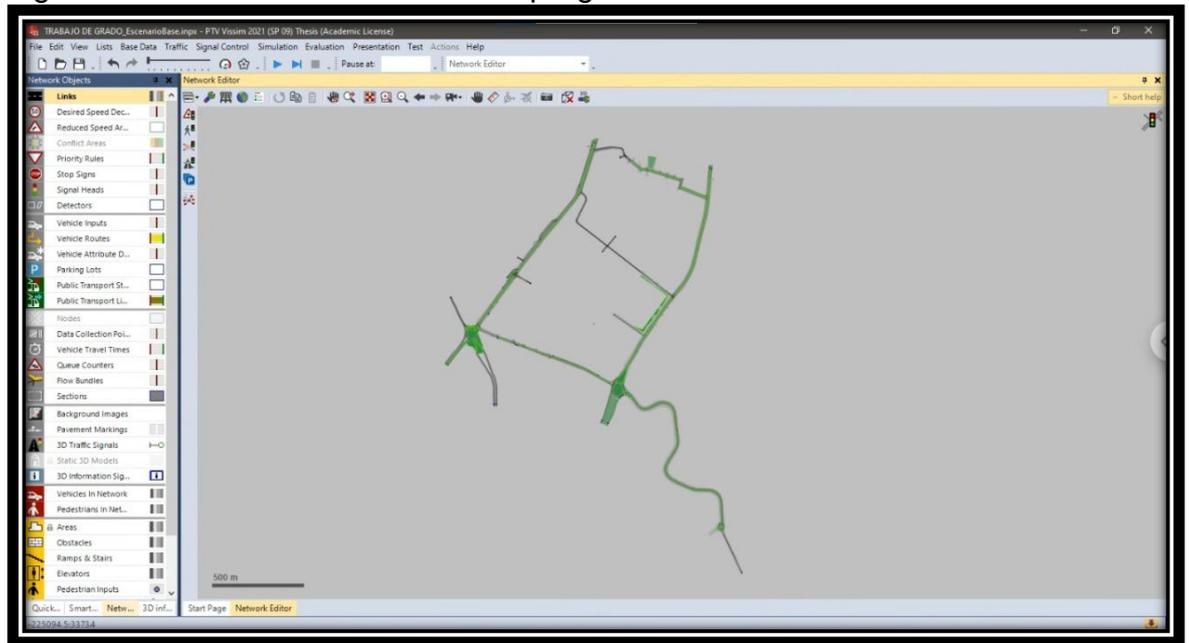 TRABAJO DE GRADO_EscenarioBase.inpx - PTV Vissim 2021 (SP 09) Thesis (Academic License)
File Edit View Lists Base Data Traffic Signal Control Simulation Evaluation Presentation Test Actions Help
Pause at: Network Editor
Network Objects
Network Editor
Links
Short help
Desired Speed Dec...
Reduced Speed Ar...
Conflict Areas
Priority Rules
Stop Signs
Signal Heads
Detectors
Vehicle Inputs
Vehicle Routes
Vehicle Attribute D...
Parking Lots
Public Transport St...
Public Transport Li...
Nodes
Data Collection Poi...
Vehicle Travel Times
Queue Counters
Flow Bundles
Sections
Background Images
Pavement Markings
3D Traffic Signals
Static 3D Models
3D Information Sig...
Vehicles In Network
Pedestrians In Net...
Areas
Obstacles
Ramps & Stairs
Elevators
Pedestrian Inputs
500 m
Quick... Smart... Netw... 3D inf... Start Page Network Editor
-225094.5:3373.4